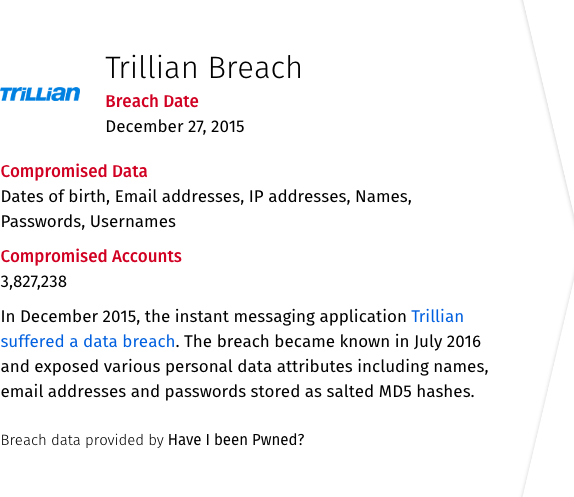 Trillian Breach
TRiLLiAN
Breach Date
December 27, 2015
Compromised Data
Dates of birth, Email addresses, IP addresses, Names,
Passwords, Usernames
Compromised Accounts
3,827,238
In December 2015, the instant messaging application Trillian
suffered a data breach. The breach became known in July 2016
and exposed various personal data attributes including names,
email addresses and passwords stored as salted MD5 hashes.
Breach data provided by Have I been Pwned?